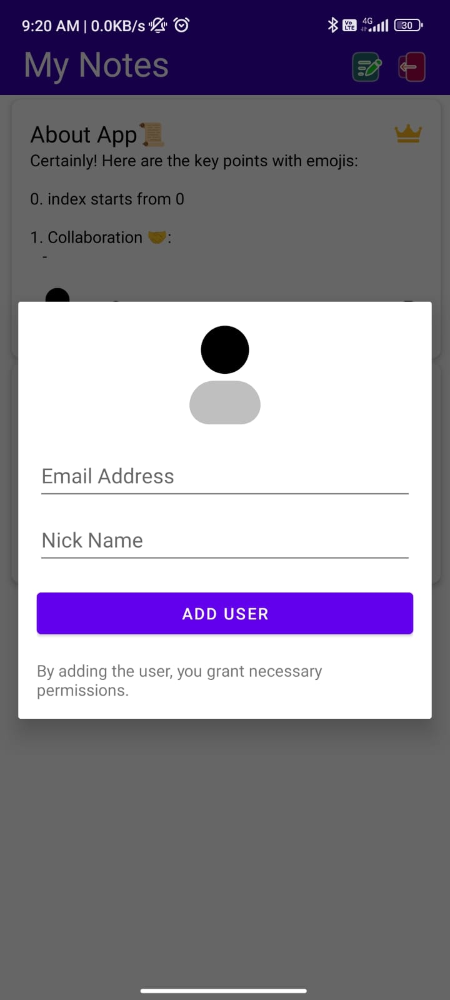 9:20 AM | 0.0KB/s
Vo LTE 4G 30
My Notes
About App📜
Certainly! Here are the key points with emojis:
0. index starts from 0
1. Collaboration 🤝:
-
Email Address
Nick Name
ADD USER
By adding the user, you grant necessary
permissions.